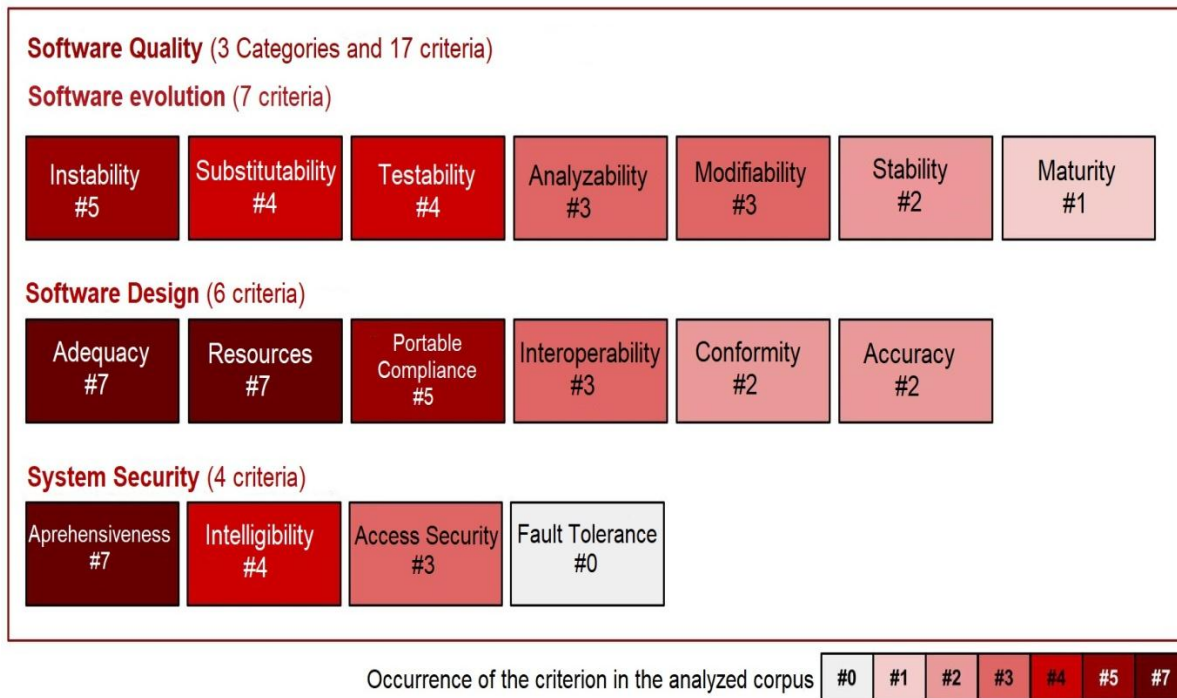 Software Quality (3 Categories and 17 criteria)
Software evolution (7 criteria)
Instability
#5
Substitutability
#4
Testability
#4
Analyzability
#3
Modifiability
#3
Stability
#2
Maturity
#1
Software Design (6 criteria)
Adequacy
#7
Resources
#7
Portable
Compliance
#5
Interoperability
#3
Conformity
#2
Accuracy
#2
System Security (4 criteria)
Aprehensiveness
#7
Intelligibility
#4
Access Security
#3
Fault Tolerance
#0
Occurrence of the criterion in the analyzed corpus #0 #1 #2 #3 #4 #5 #7